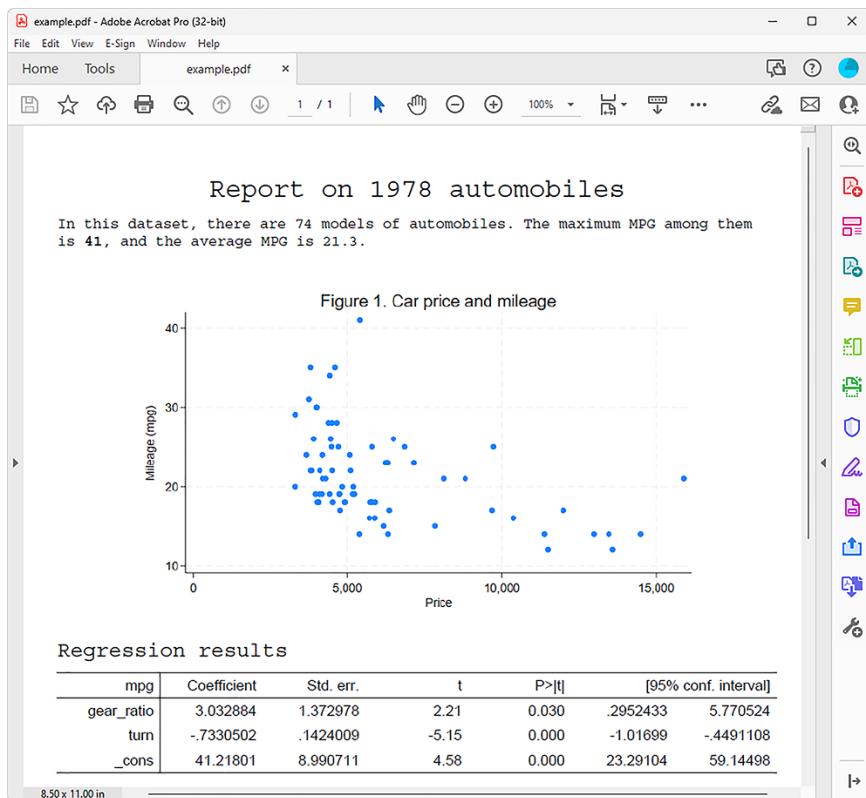 example.pdf - Adobe Acrobat Pro (32-bit)
File Edit View E-Sign Window Help
Home Tools example.pdf ×
1 / 1 100%
Report on 1978 automobiles
In this dataset, there are 74 models of automobiles. The maximum MPG among them
is 41, and the average MPG is 21.3.
Figure 1. Car price and mileage
40
30
20
10
Mileage (mpg)
0 5,000 10,000 15,000
Price
Regression results
mpg Coefficient Std. err. t P>|t| [95% conf. interval]
gear_ratio 3.032884 1.372978 2.21 0.030 .2952433 5.770524
turn -.7330502 .1424009 -5.15 0.000 -1.01699 -.4491108
_cons 41.21801 8.990711 4.58 0.000 23.29104 59.14498
8.50 x 11.00 in